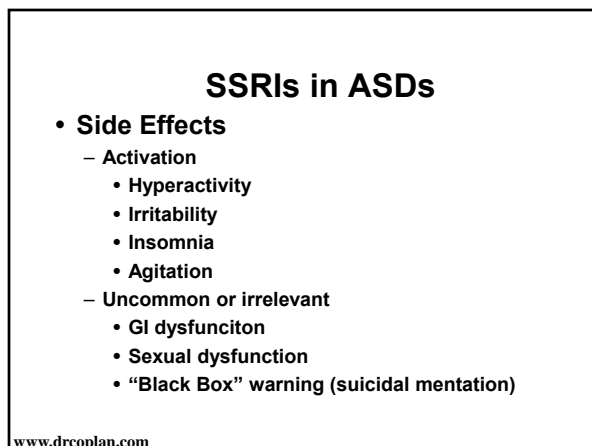 SSRIs in ASDs
• Side Effects
– Activation
• Hyperactivity
• Irritability
• Insomnia
• Agitation
– Uncommon or irrelevant
• GI dysfunciton
• Sexual dysfunction
• “Black Box” warning (suicidal mentation)
www.drcoplan.com